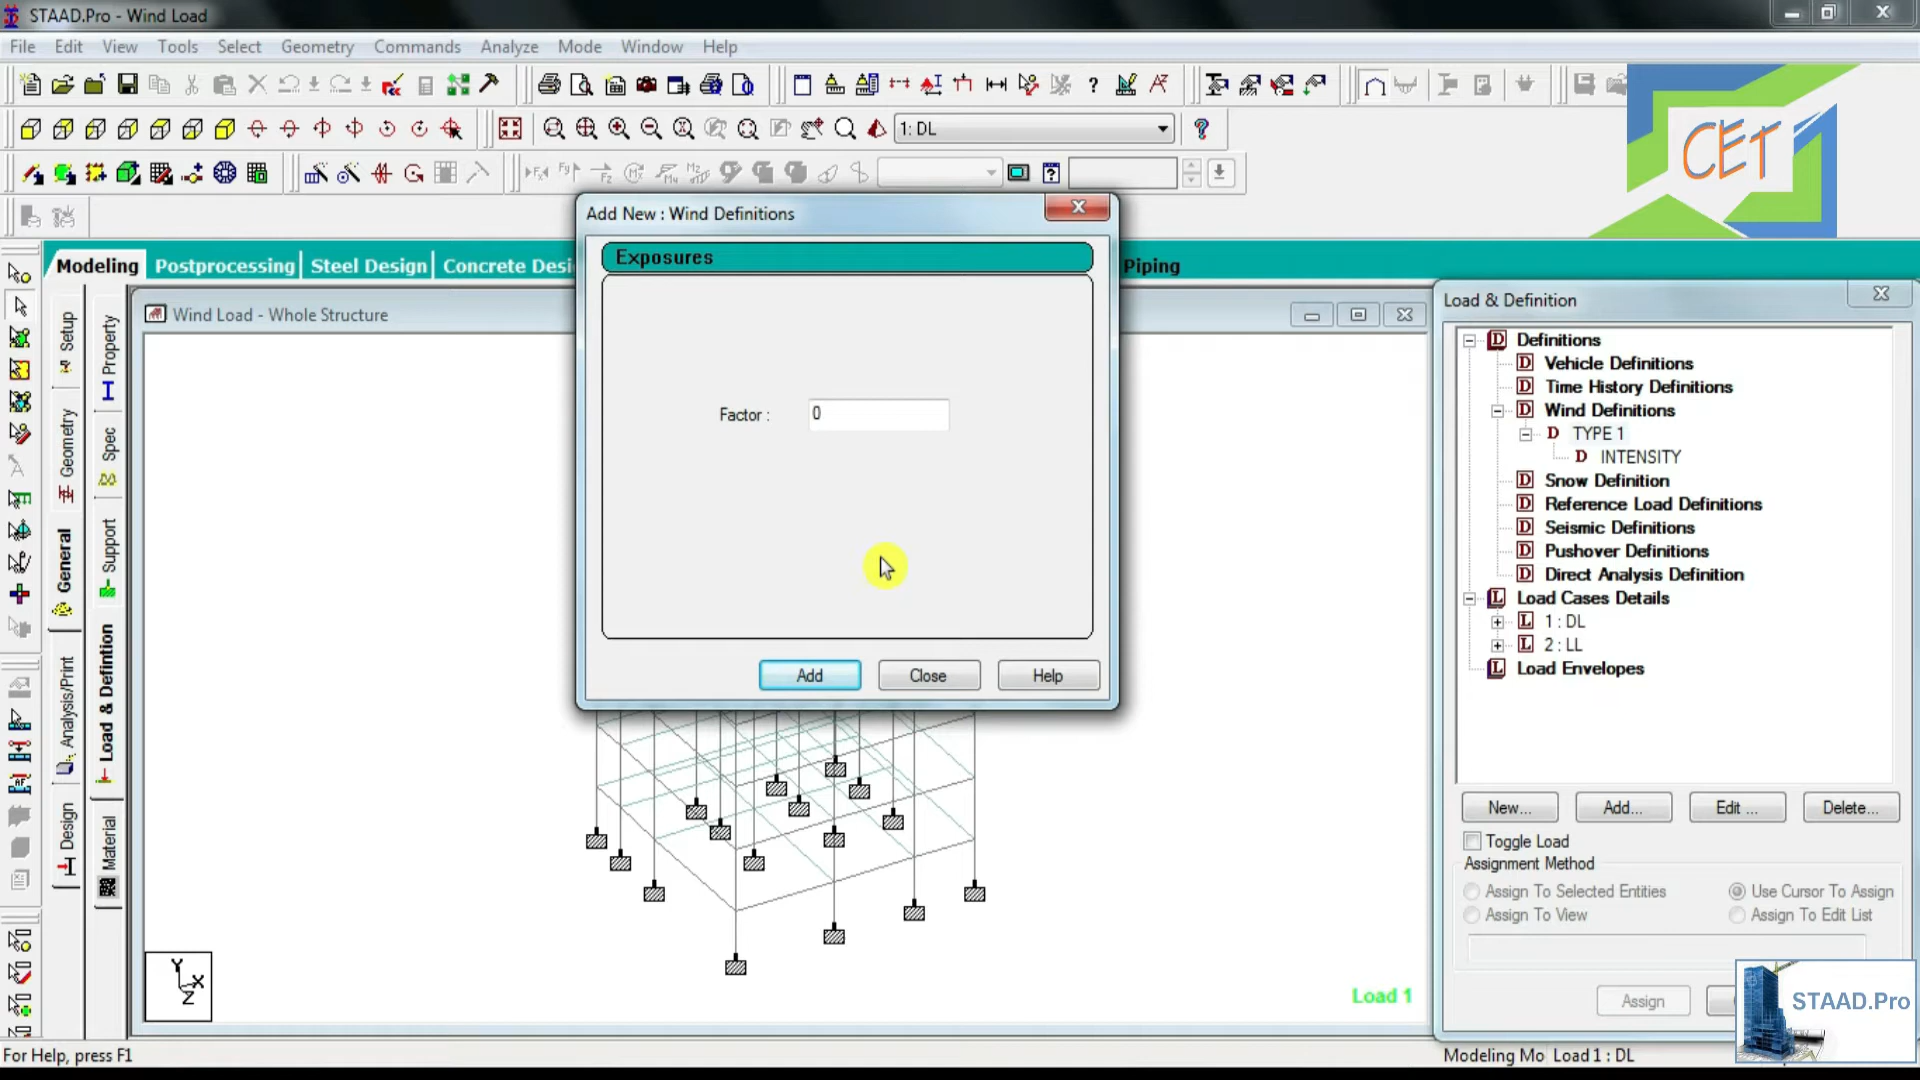 STAAD.Pro - Wind Load
File Edit View Tools Select Geometry Commands Analyze Mode Window Help
1: DL
CET
Modeling Postprocessing Steel Design Concrete Desi Piping
Add New : Wind Definitions
Exposures
Factor :
0
Add Close Help
Wind Load - Whole Structure
Setup
Geometry
General
Analysis/Print
Design
Property
Spec
Support
Load & Definition
Material
Y
X
Z
Load 1
Load & Definition
Definitions
Vehicle Definitions
Time History Definitions
Wind Definitions
TYPE 1
INTENSITY
Snow Definition
Reference Load Definitions
Seismic Definitions
Pushover Definitions
Direct Analysis Definition
Load Cases Details
1 : DL
2 : LL
Load Envelopes
New... Add... Edit ... Delete...
Toggle Load
Assignment Method
Assign To Selected Entities Use Cursor To Assign
Assign To View Assign To Edit List
Assign
STAAD.Pro
For Help, press F1
Modeling Mo Load 1 : DL